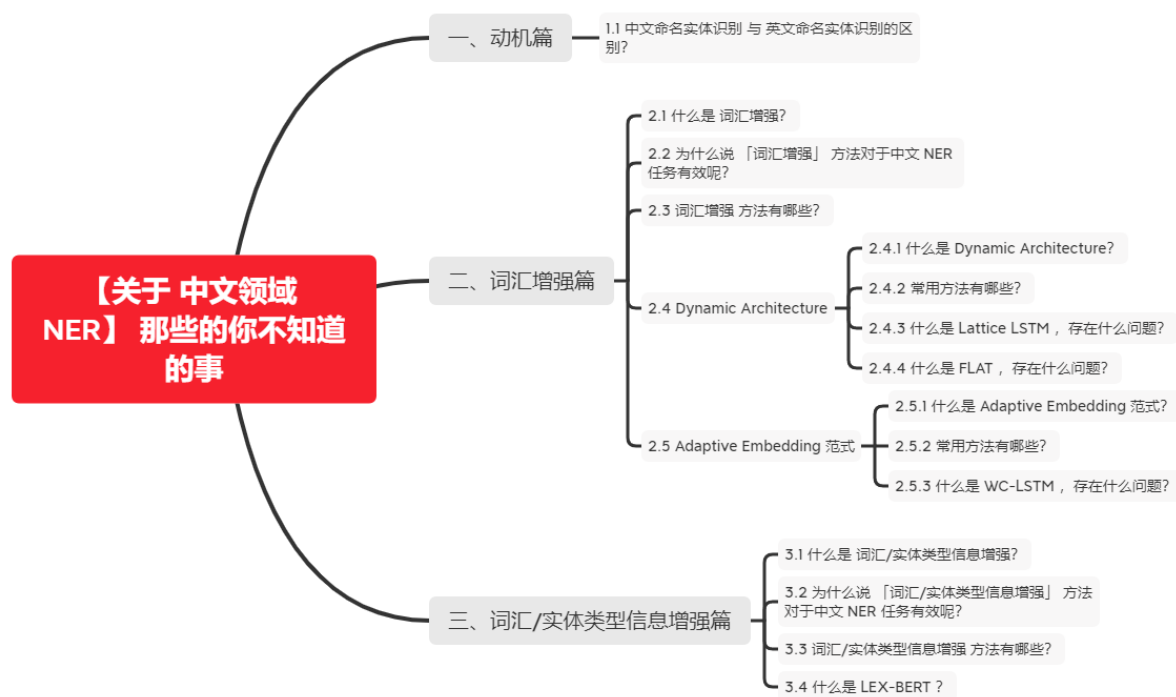 【关于 中文领域
NER】 那些的你不知道
的事
一、动机篇
1.1 中文命名实体识别 与 英文命名实体识别的区
别?
二、词汇增强篇
2.1 什么是 词汇增强?
2.2 为什么说 「词汇增强」 方法对于中文 NER
任务有效呢?
2.3 词汇增强 方法有哪些?
2.4 Dynamic Architecture
2.4.1 什么是 Dynamic Architecture?
2.4.2 常用方法有哪些?
2.4.3 什么是 Lattice LSTM ，存在什么问题?
2.4.4 什么是 FLAT ，存在什么问题?
2.5 Adaptive Embedding 范式
2.5.1 什么是 Adaptive Embedding 范式?
2.5.2 常用方法有哪些?
2.5.3 什么是 WC-LSTM ，存在什么问题?
三、词汇/实体类型信息增强篇
3.1 什么是 词汇/实体类型信息增强?
3.2 为什么说 「词汇/实体类型信息增强」 方法
对于中文 NER 任务有效呢?
3.3 词汇/实体类型信息增强 方法有哪些?
3.4 什么是 LEX-BERT ?